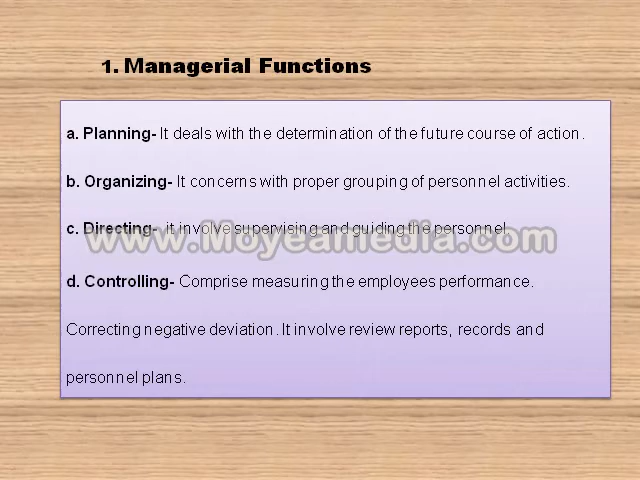 1. Managerial Functions
a. Planning- It deals with the determination of the future course of action.
b. Organizing- It concerns with proper grouping of personnel activities.
c. Directing- it involve supervising and guiding the personnel.
www.Moyeamedia.com
d. Controlling- Comprise measuring the employees performance.
Correcting negative deviation. It involve review reports, records and
personnel plans.